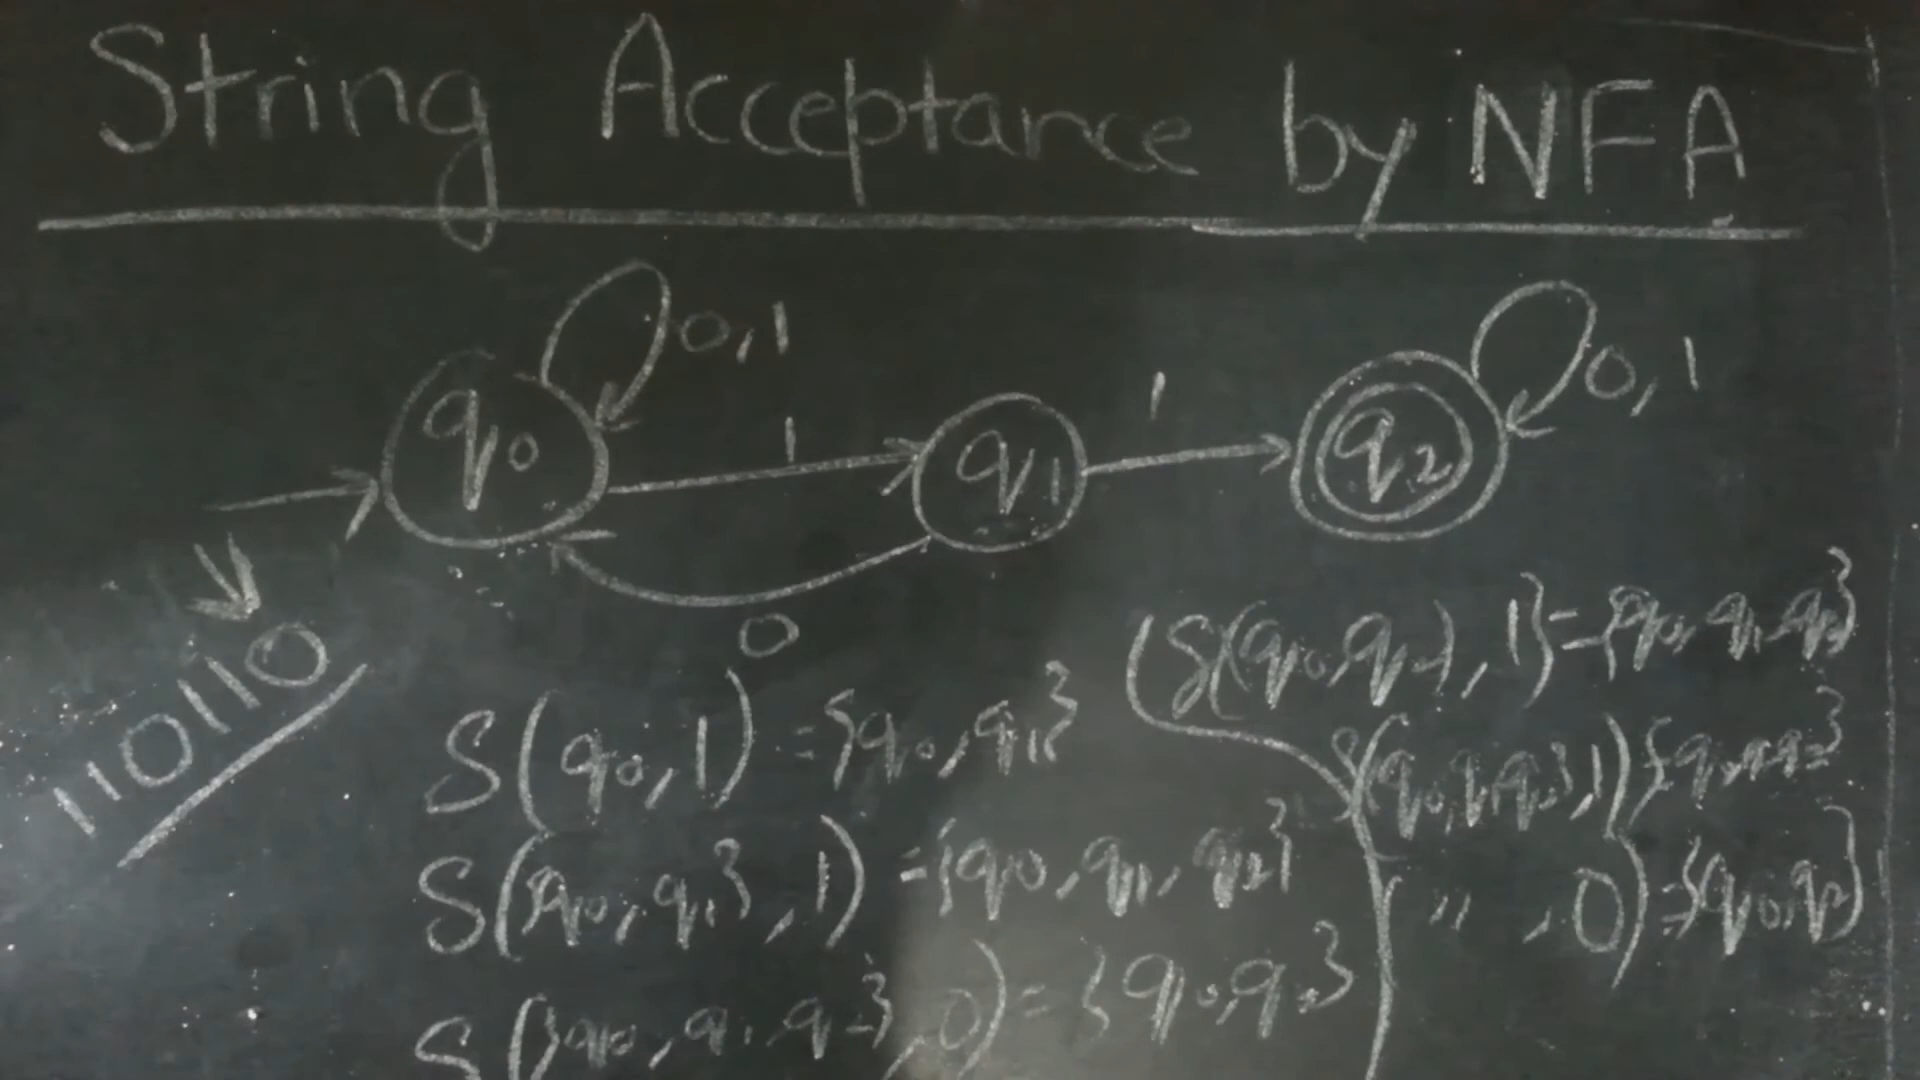 String Acceptance by NFA
0,1
0,1
1
1
q0
q1
q2
0
110110
δ(q0,1) = {q0,q1}
δ({q0,q1},1) = {q0,q1,q2}
δ({q0,q1,q2},0) = {q0,q2}
δ({q0,q2},1) = {q0,q1,q2}
δ({q0,q1,q2},1) {q0,q1,q2}
( " ,0) = {q0,q2}